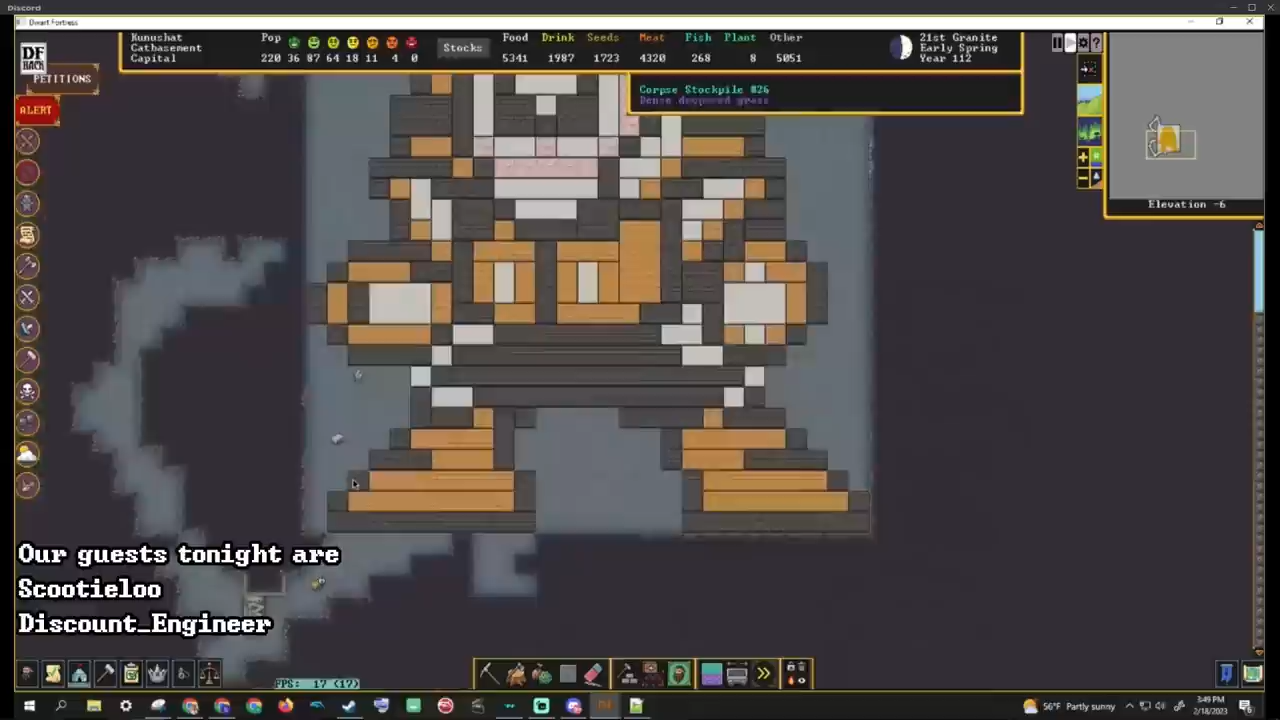 Discord
Dwarf Fortress
DF
HACK
PETITIONS
ALERT
Kunushat
Cathbasement
Capital
Pop
220 36 87 64 18 11 4 0
Stocks
Food Drink Seeds Meat Fish Plant Other
5341 1987 1723 4320 268 8 5051
21st Granite
Early Spring
Year 112
Corpse Stockpile #26
Elevation -6
Our guests tonight are
Scootieloo
Discount_Engineer
FPS: 17 (17)
56°F Partly sunny
3:49 PM
2/18/2023